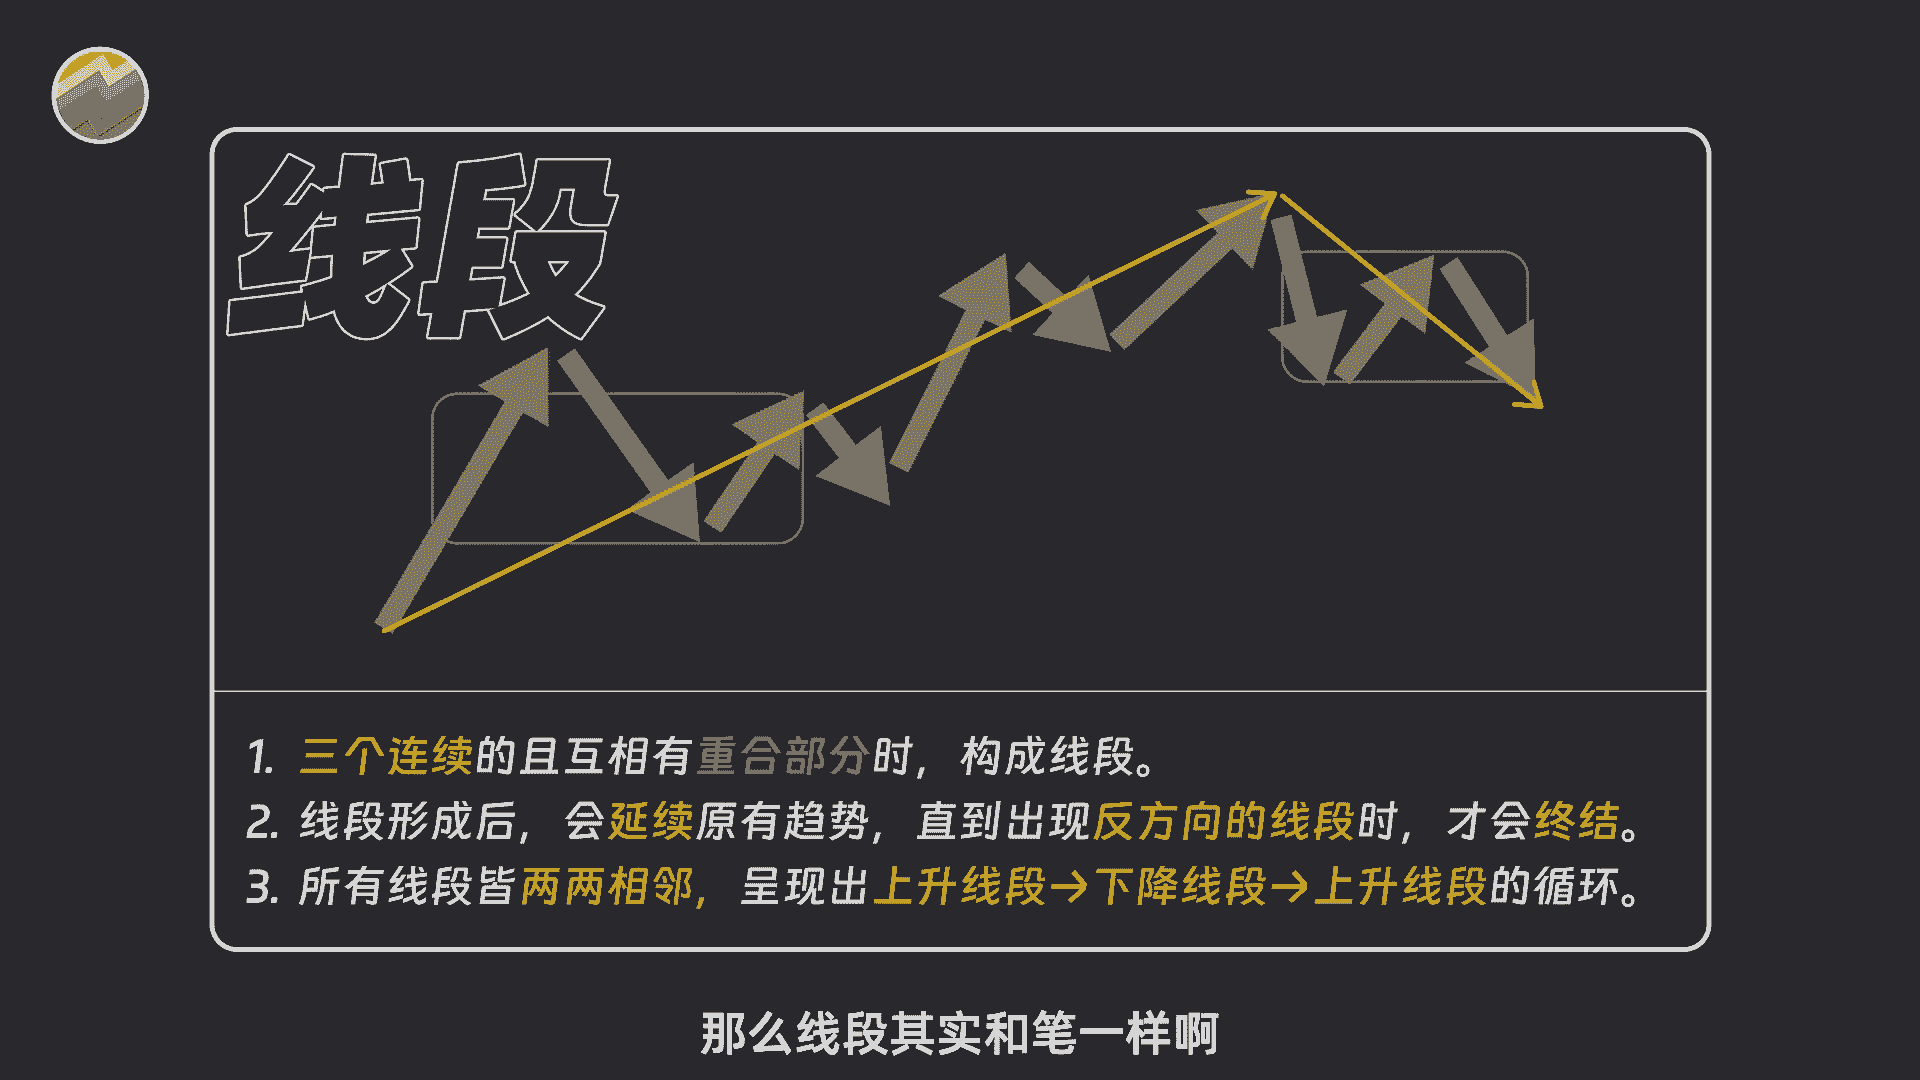 线段
1. 三个连续的且互相有重合部分时，构成线段。
2. 线段形成后，会延续原有趋势，直到出现反方向的线段时，才会终结。
3. 所有线段皆两两相邻，呈现出上升线段→下降线段→上升线段的循环。
那么线段其实和笔一样啊